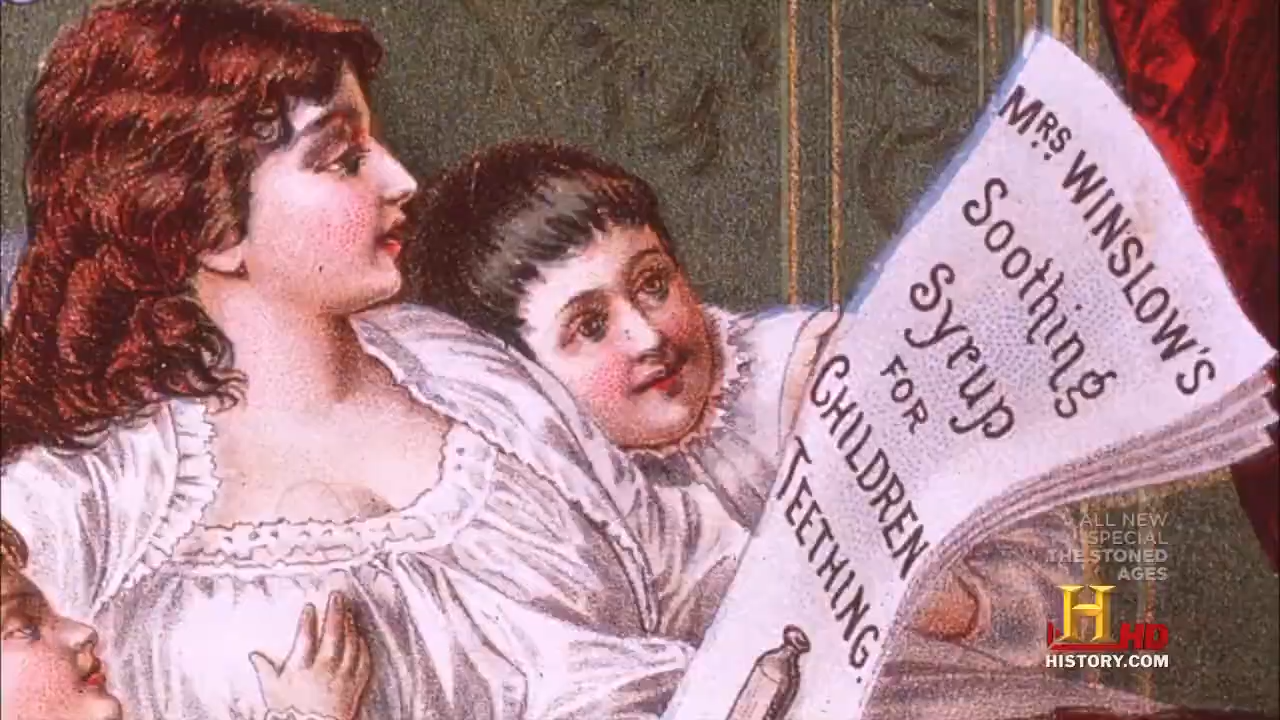 MRS. WINSLOW'S
Soothing
Syrup
FOR
CHILDREN
TEETHING.
ALL NEW
SPECIAL
THE STONED
AGES
H HD
HISTORY.COM